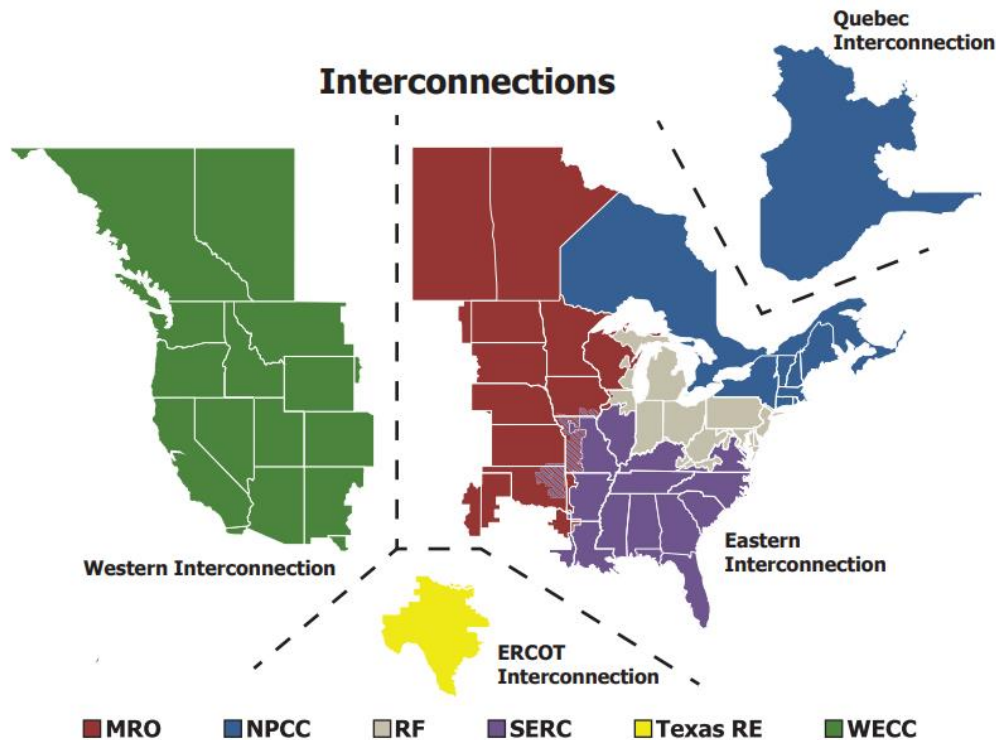 Quebec
Interconnection
Interconnections
Western Interconnection
Eastern
Interconnection
ERCOT
Interconnection
MRO
NPCC
RF
SERC
Texas RE
WECC